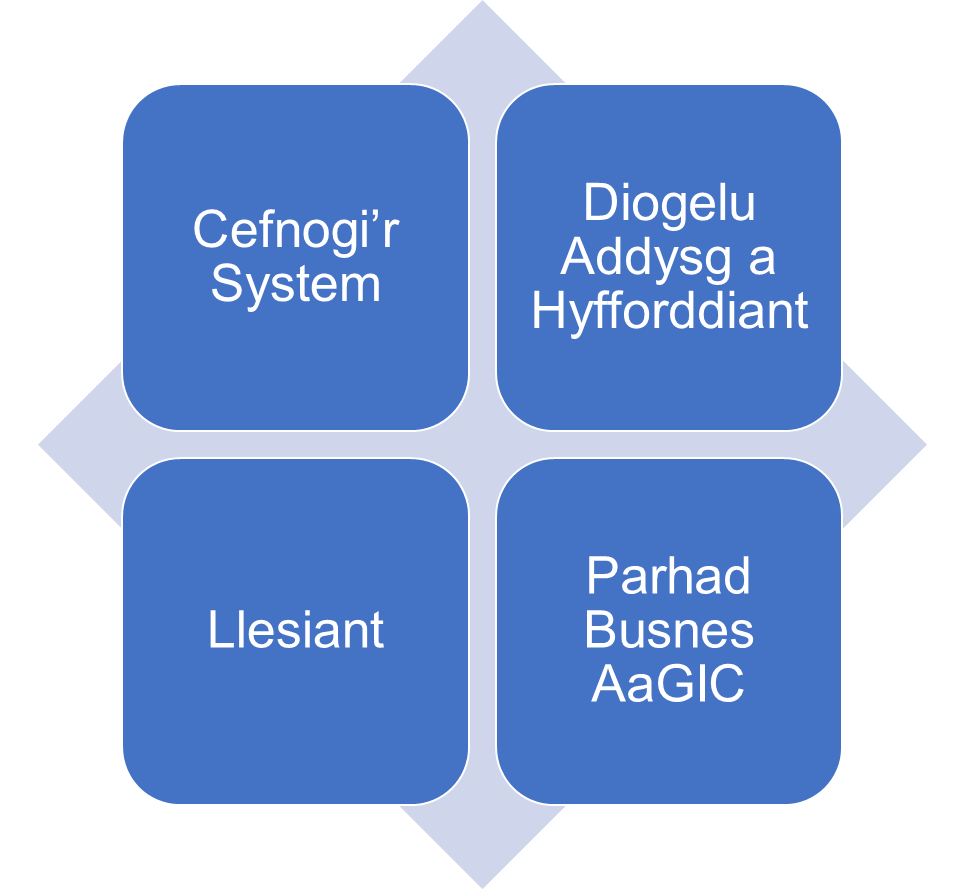 Cefnogi’r
System
Diogelu
Addysg a
Hyfforddiant
Llesiant
Parhad
Busnes
AaGIC